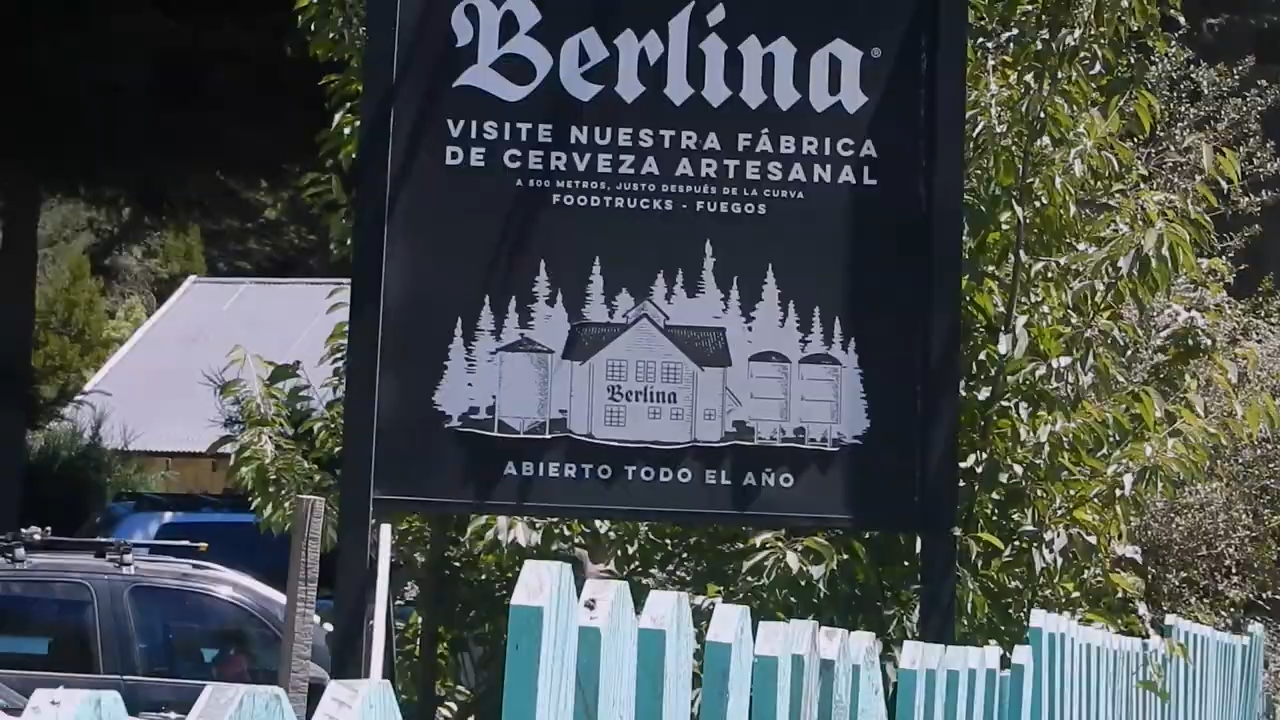 Berlina®
VISITE NUESTRA FÁBRICA
DE CERVEZA ARTESANAL
A 500 METROS, JUSTO DESPUÉS DE LA CURVA
FOODTRUCKS - FUEGOS
Berlina
ABIERTO TODO EL AÑO